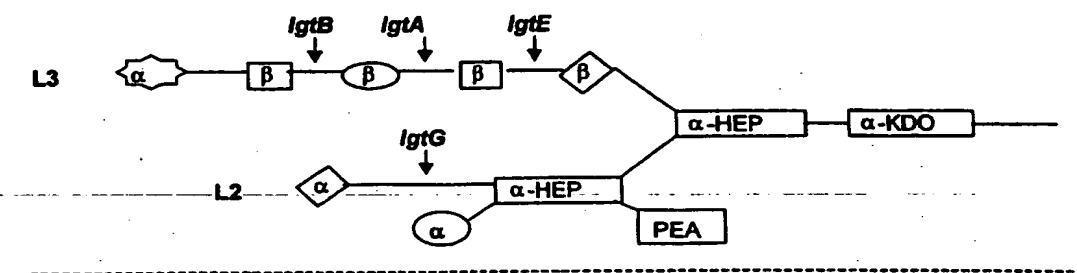 lgtB lgtA lgtE
L3 α β β β β
α-HEP α-KDO
lgtG
L2 α α-HEP
α PEA